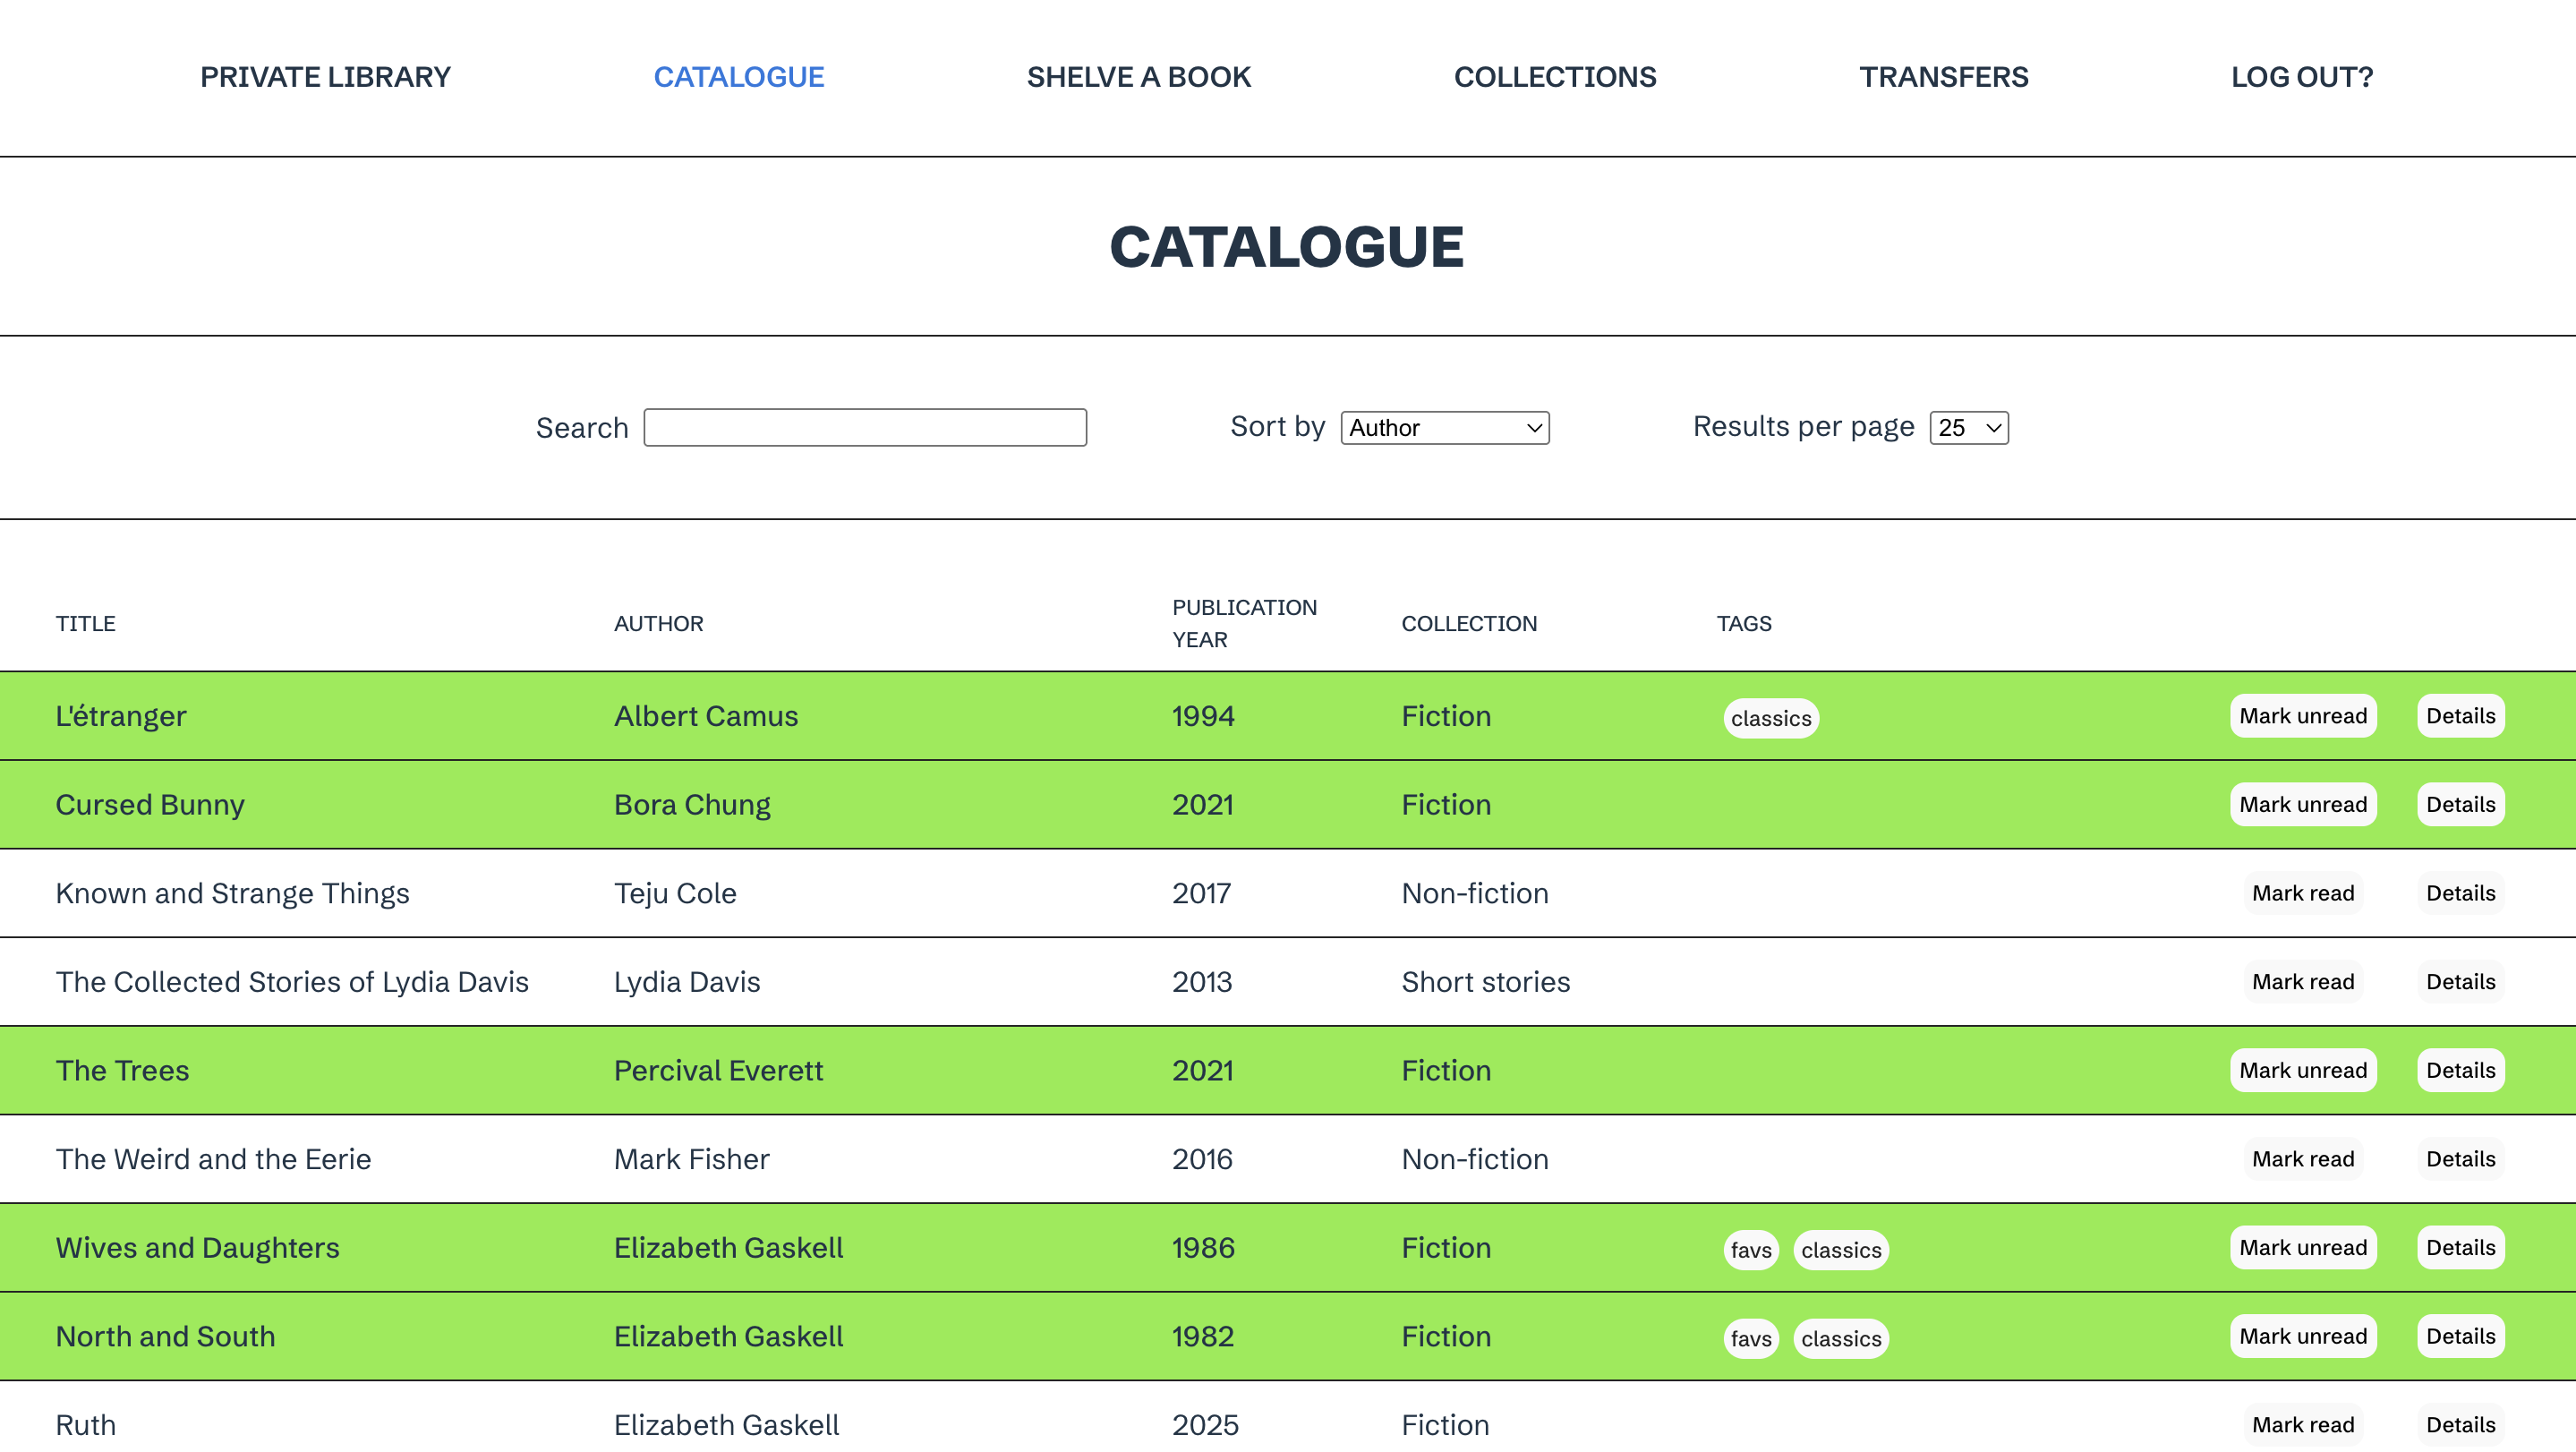 PRIVATE LIBRARY CATALOGUE SHELVE A BOOK COLLECTIONS TRANSFERS LOG OUT?
CATALOGUE
Search Sort by Author Results per page 25
TITLE AUTHOR PUBLICATION YEAR COLLECTION TAGS
L'étranger Albert Camus 1994 Fiction classics Mark unread Details
Cursed Bunny Bora Chung 2021 Fiction Mark unread Details
Known and Strange Things Teju Cole 2017 Non-fiction Mark read Details
The Collected Stories of Lydia Davis Lydia Davis 2013 Short stories Mark read Details
The Trees Percival Everett 2021 Fiction Mark unread Details
The Weird and the Eerie Mark Fisher 2016 Non-fiction Mark read Details
Wives and Daughters Elizabeth Gaskell 1986 Fiction favs classics Mark unread Details
North and South Elizabeth Gaskell 1982 Fiction favs classics Mark unread Details
Ruth Elizabeth Gaskell 2025 Fiction Mark read Details